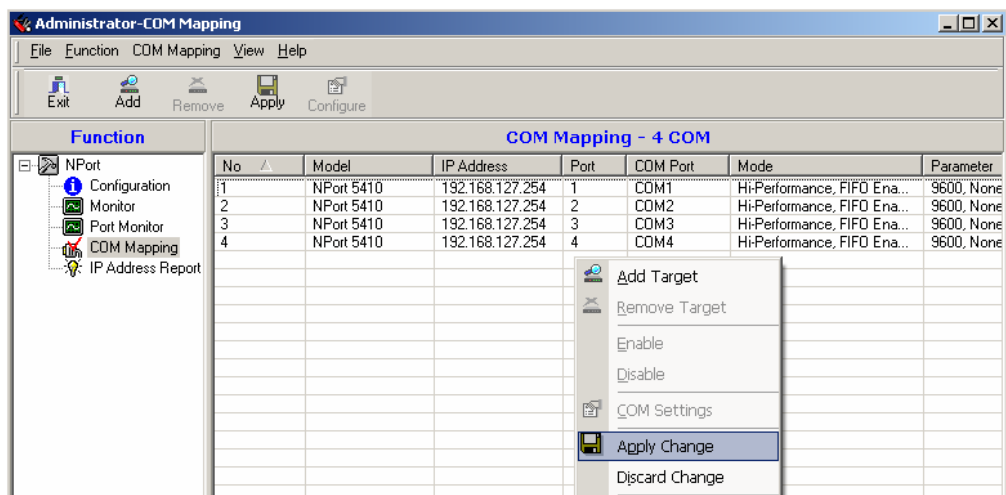 Administrator-COM Mapping
File Function COM Mapping View Help
Exit Add Remove Apply Configure
Function
COM Mapping - 4 COM
NPort
Configuration
Monitor
Port Monitor
COM Mapping
IP Address Report
No Model IP Address Port COM Port Mode Parameter
1 NPort 5410 192.168.127.254 1 COM1 Hi-Performance, FIFO Ena... 9600, None
2 NPort 5410 192.168.127.254 2 COM2 Hi-Performance, FIFO Ena... 9600, None
3 NPort 5410 192.168.127.254 3 COM3 Hi-Performance, FIFO Ena... 9600, None
4 NPort 5410 192.168.127.254 4 COM4 Hi-Performance, FIFO Ena... 9600, None
Add Target
Remove Target
Enable
Disable
COM Settings
Apply Change
Discard Change